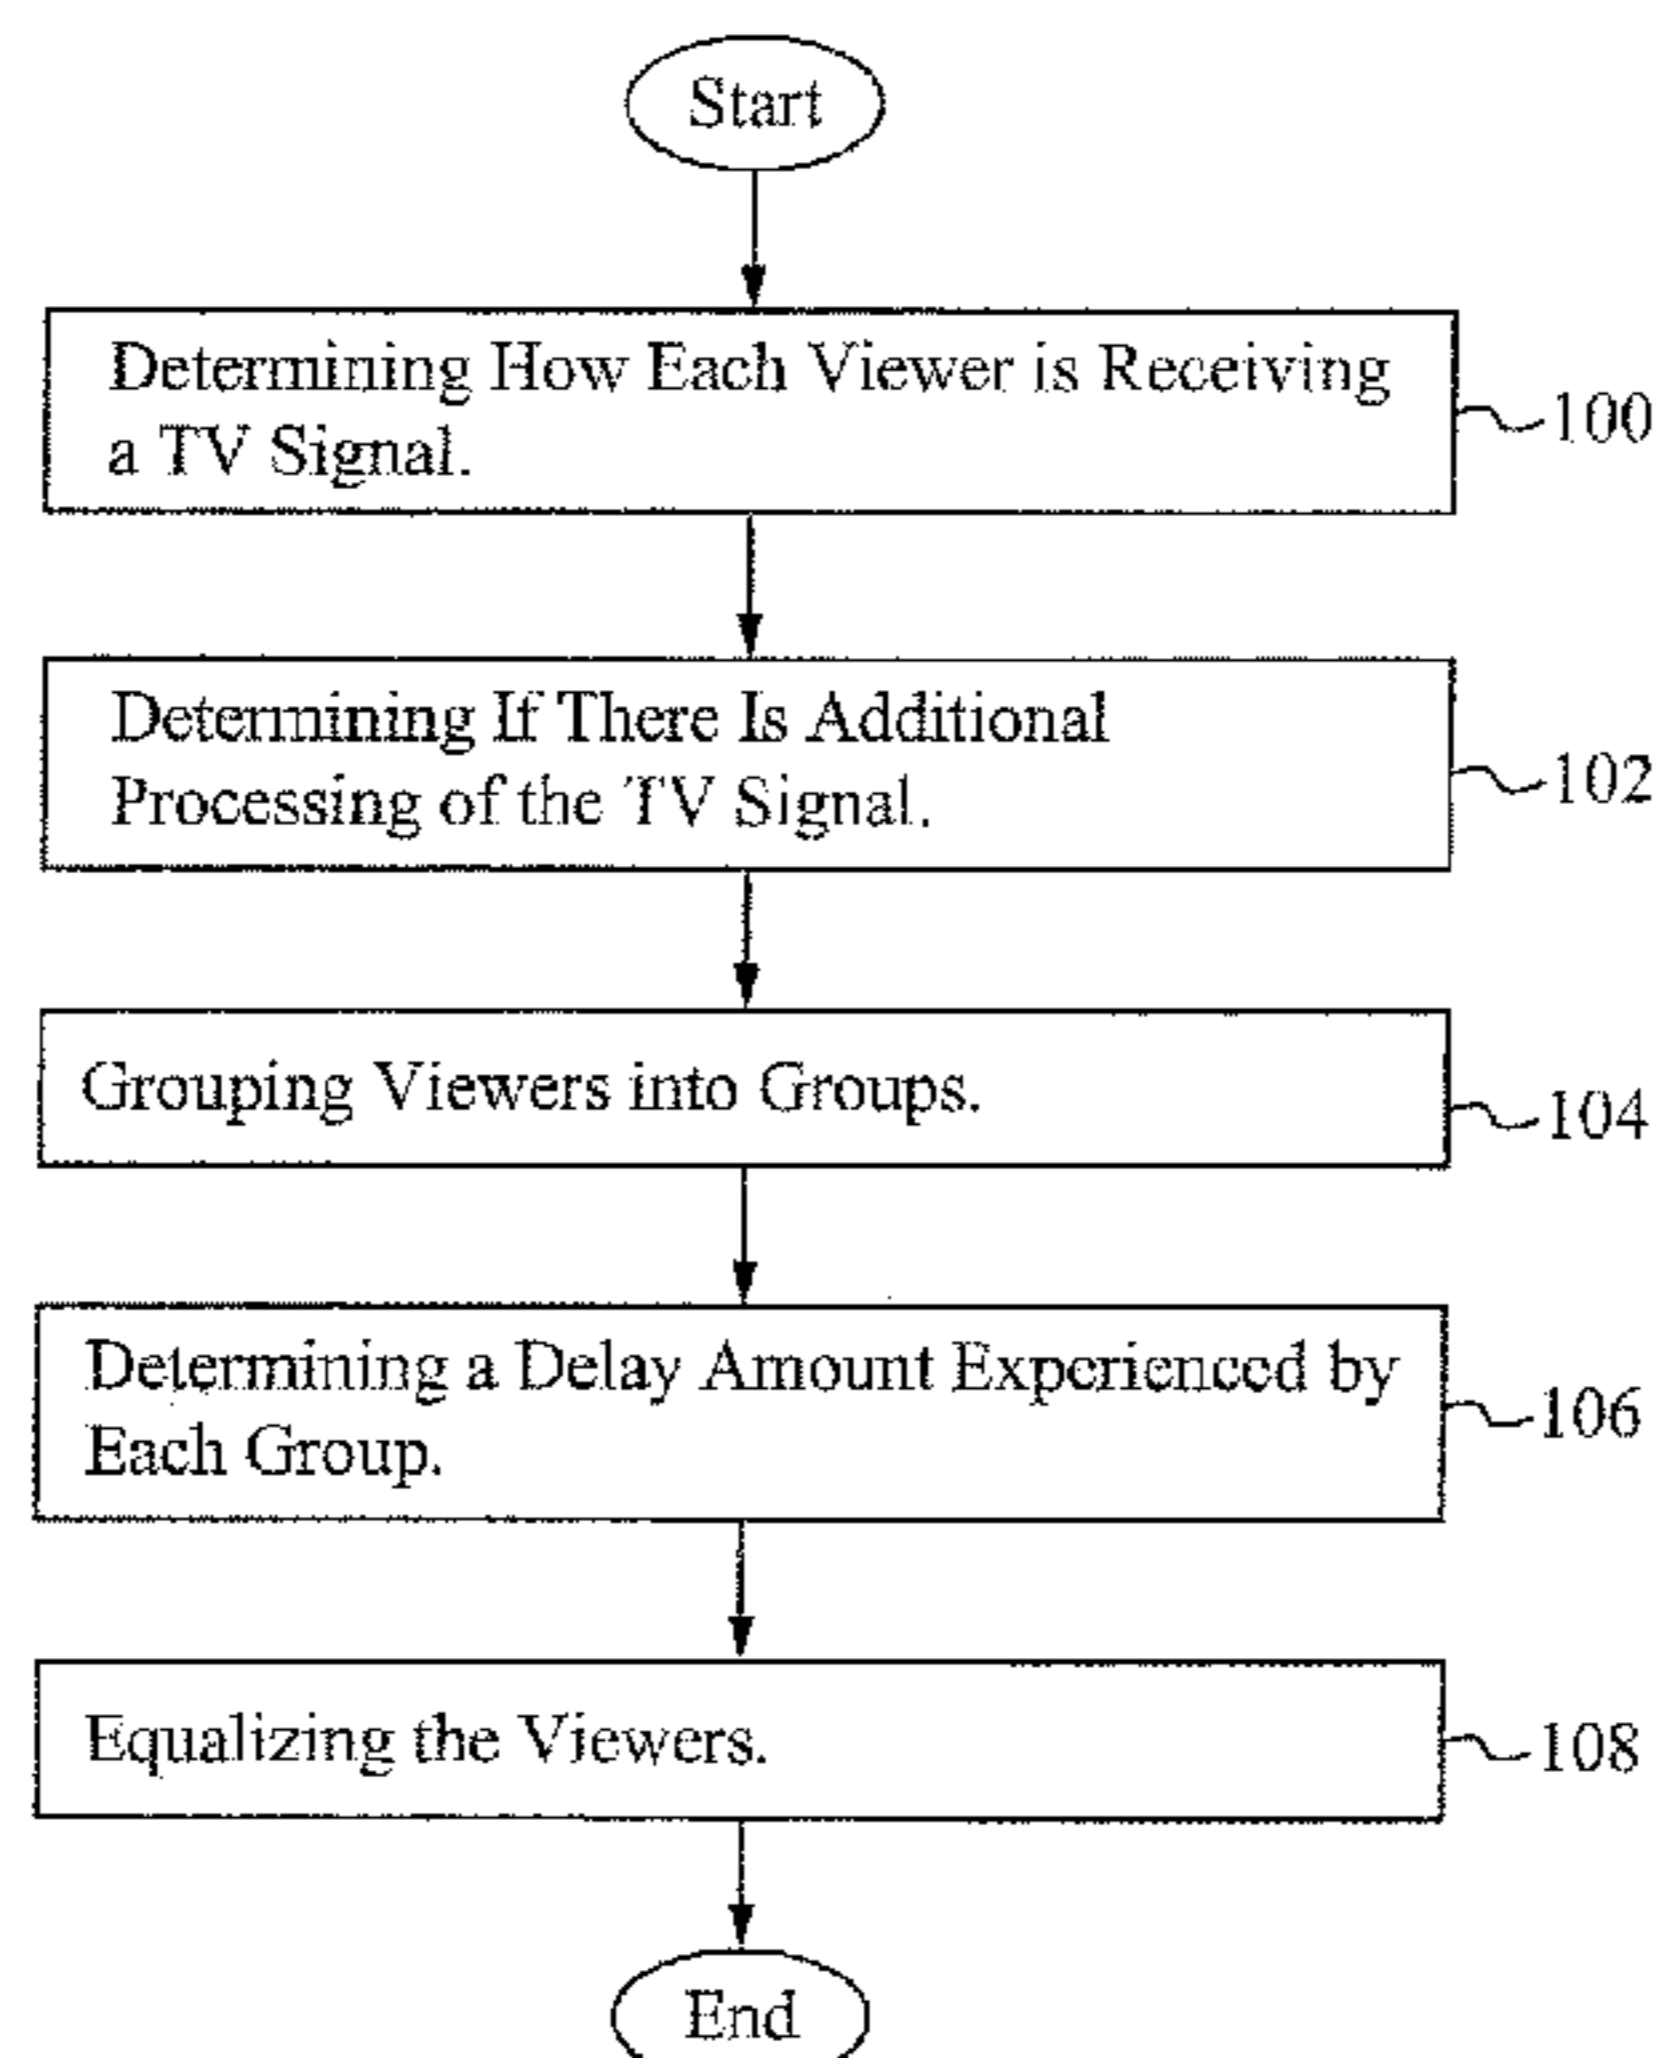 Start
Determining How Each Viewer is Receiving
a TV Signal.
100
Determining If There Is Additional
Processing of the TV Signal.
102
Grouping Viewers into Groups.
104
Determining a Delay Amount Experienced by
Each Group.
106
Equalizing the Viewers.
108
End